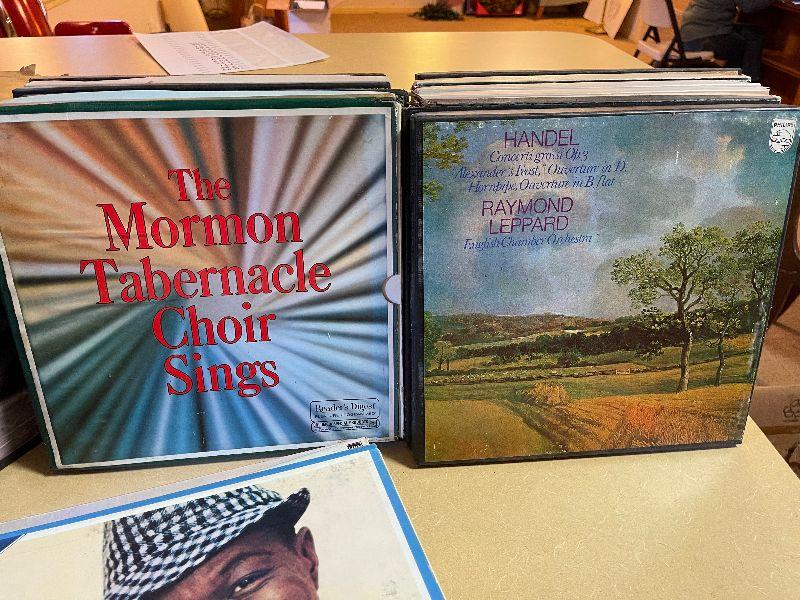 The
Mormon
Tabernacle
Choir
Sings
Reader's Digest
HANDEL
Concerti grossi Op.3
"Alexander's Feast," Ouverture in D,
Hornpipe, Ouverture in B flat
RAYMOND
LEPPARD
English Chamber Orchestra
PHILIPS